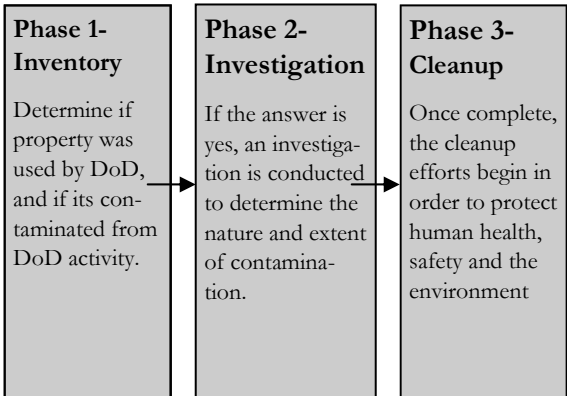 Phase 1-
Inventory
Determine if
property was
used by DoD,
and if its con-
taminated from
DoD activity.
Phase 2-
Investigation
If the answer is
yes, an investiga-
tion is conducted
to determine the
nature and extent
of contamina-
tion.
Phase 3-
Cleanup
Once complete,
the cleanup
efforts begin in
order to protect
human health,
safety and the
environment